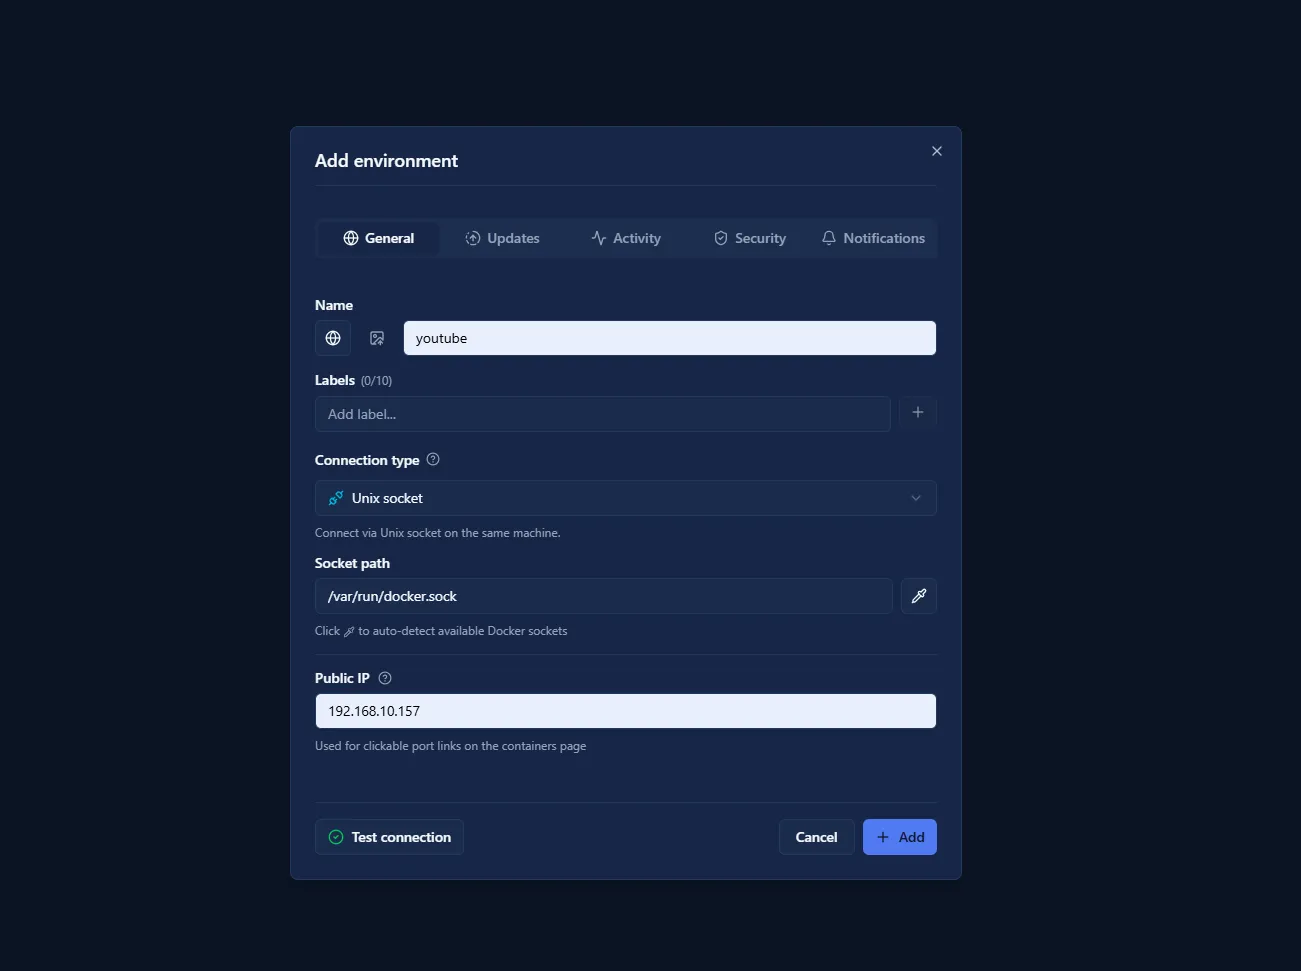 Add environment
General Updates Activity Security Notifications
Name
youtube
Labels (0/10)
Add label...
Connection type
Unix socket
Connect via Unix socket on the same machine.
Socket path
/var/run/docker.sock
Click to auto-detect available Docker sockets
Public IP
192.168.10.157
Used for clickable port links on the containers page
Test connection Cancel Add